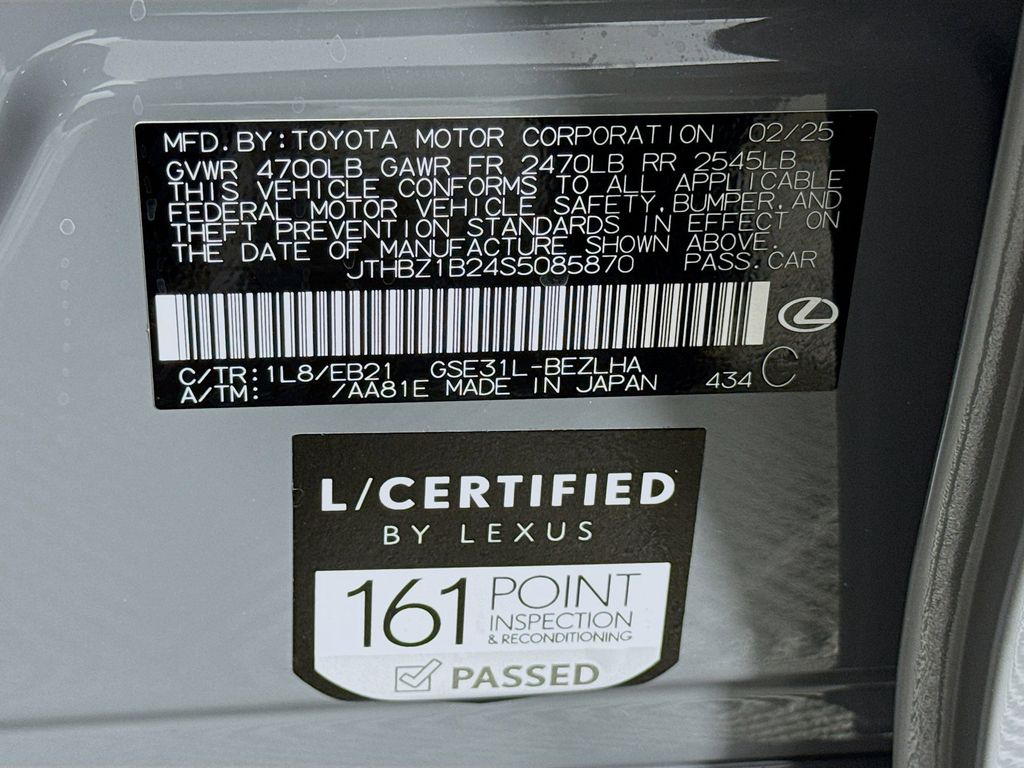 MFD.BY:TOYOTA MOTOR CORPORATION 02/25
GVWR 4700LB GAWR FR 2470LB RR 2545LB
THIS VEHICLE CONFORMS TO ALL APPLICABLE
FEDERAL MOTOR VEHICLE SAFETY,BUMPER,AND
THEFT PREVENTION STANDARDS IN EFFECT ON
THE DATE OF MANUFACTURE SHOWN ABOVE.
JTHBZ1B24S5085870 PASS.CAR
C/TR:1L8/EB21 GSE31L-BEZLHA
A/TM: /AA81E MADE IN JAPAN 434 C
L/CERTIFIED
BY LEXUS
161 POINT
INSPECTION
& RECONDITIONING
PASSED